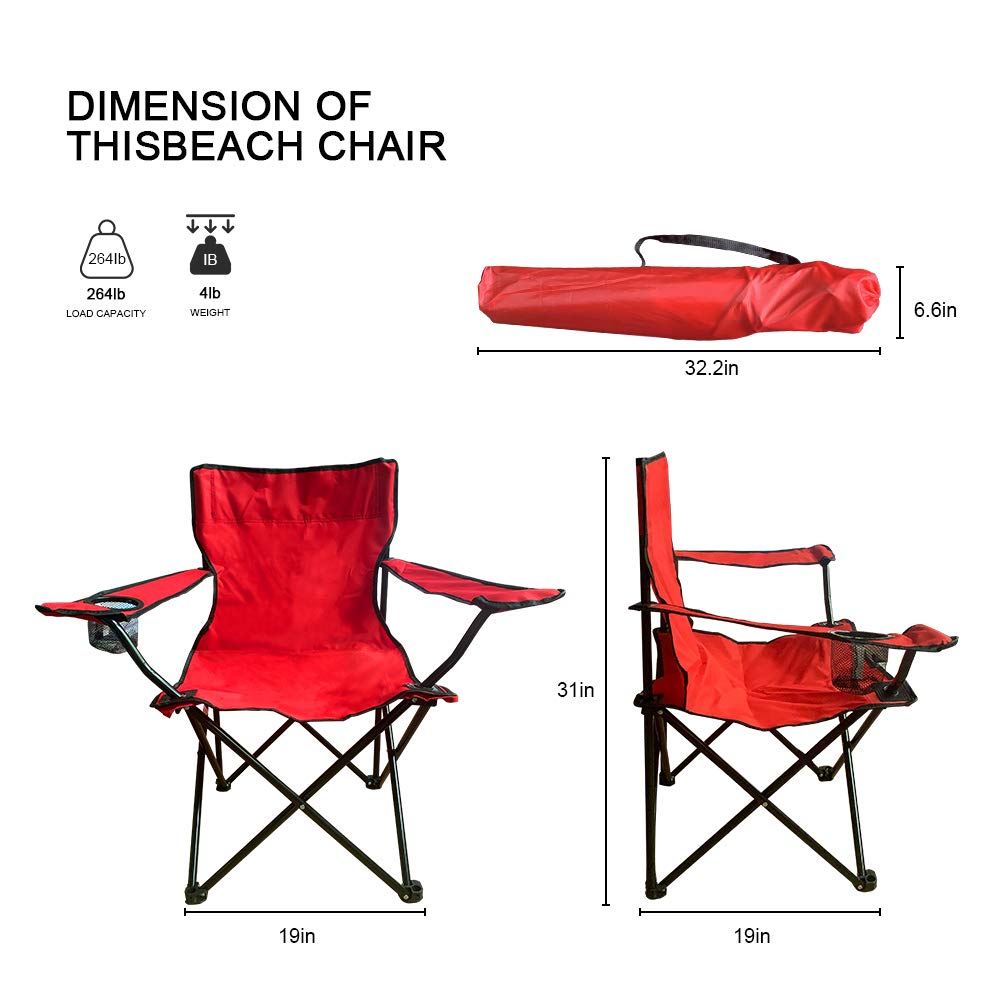 DIMENSION OF
THISBEACH CHAIR
264lb
IB
264lb
4lb
LOAD CAPACITY
WEIGHT
6.6in
32.2in
31in
19in
19in